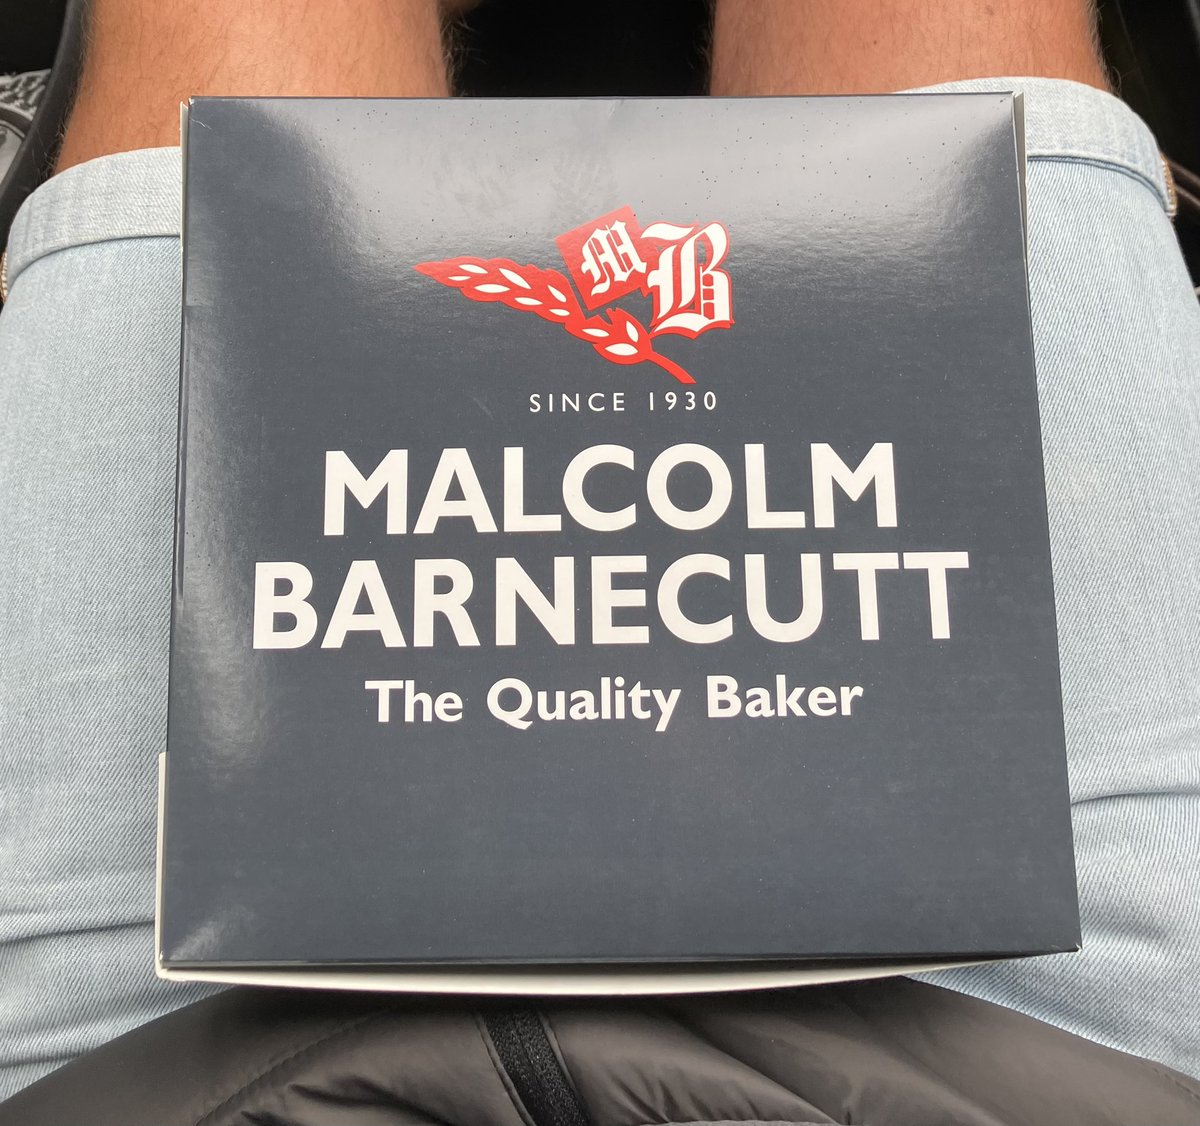 MB
SINCE 1930
MALCOLM
BARNECUTT
The Quality Baker